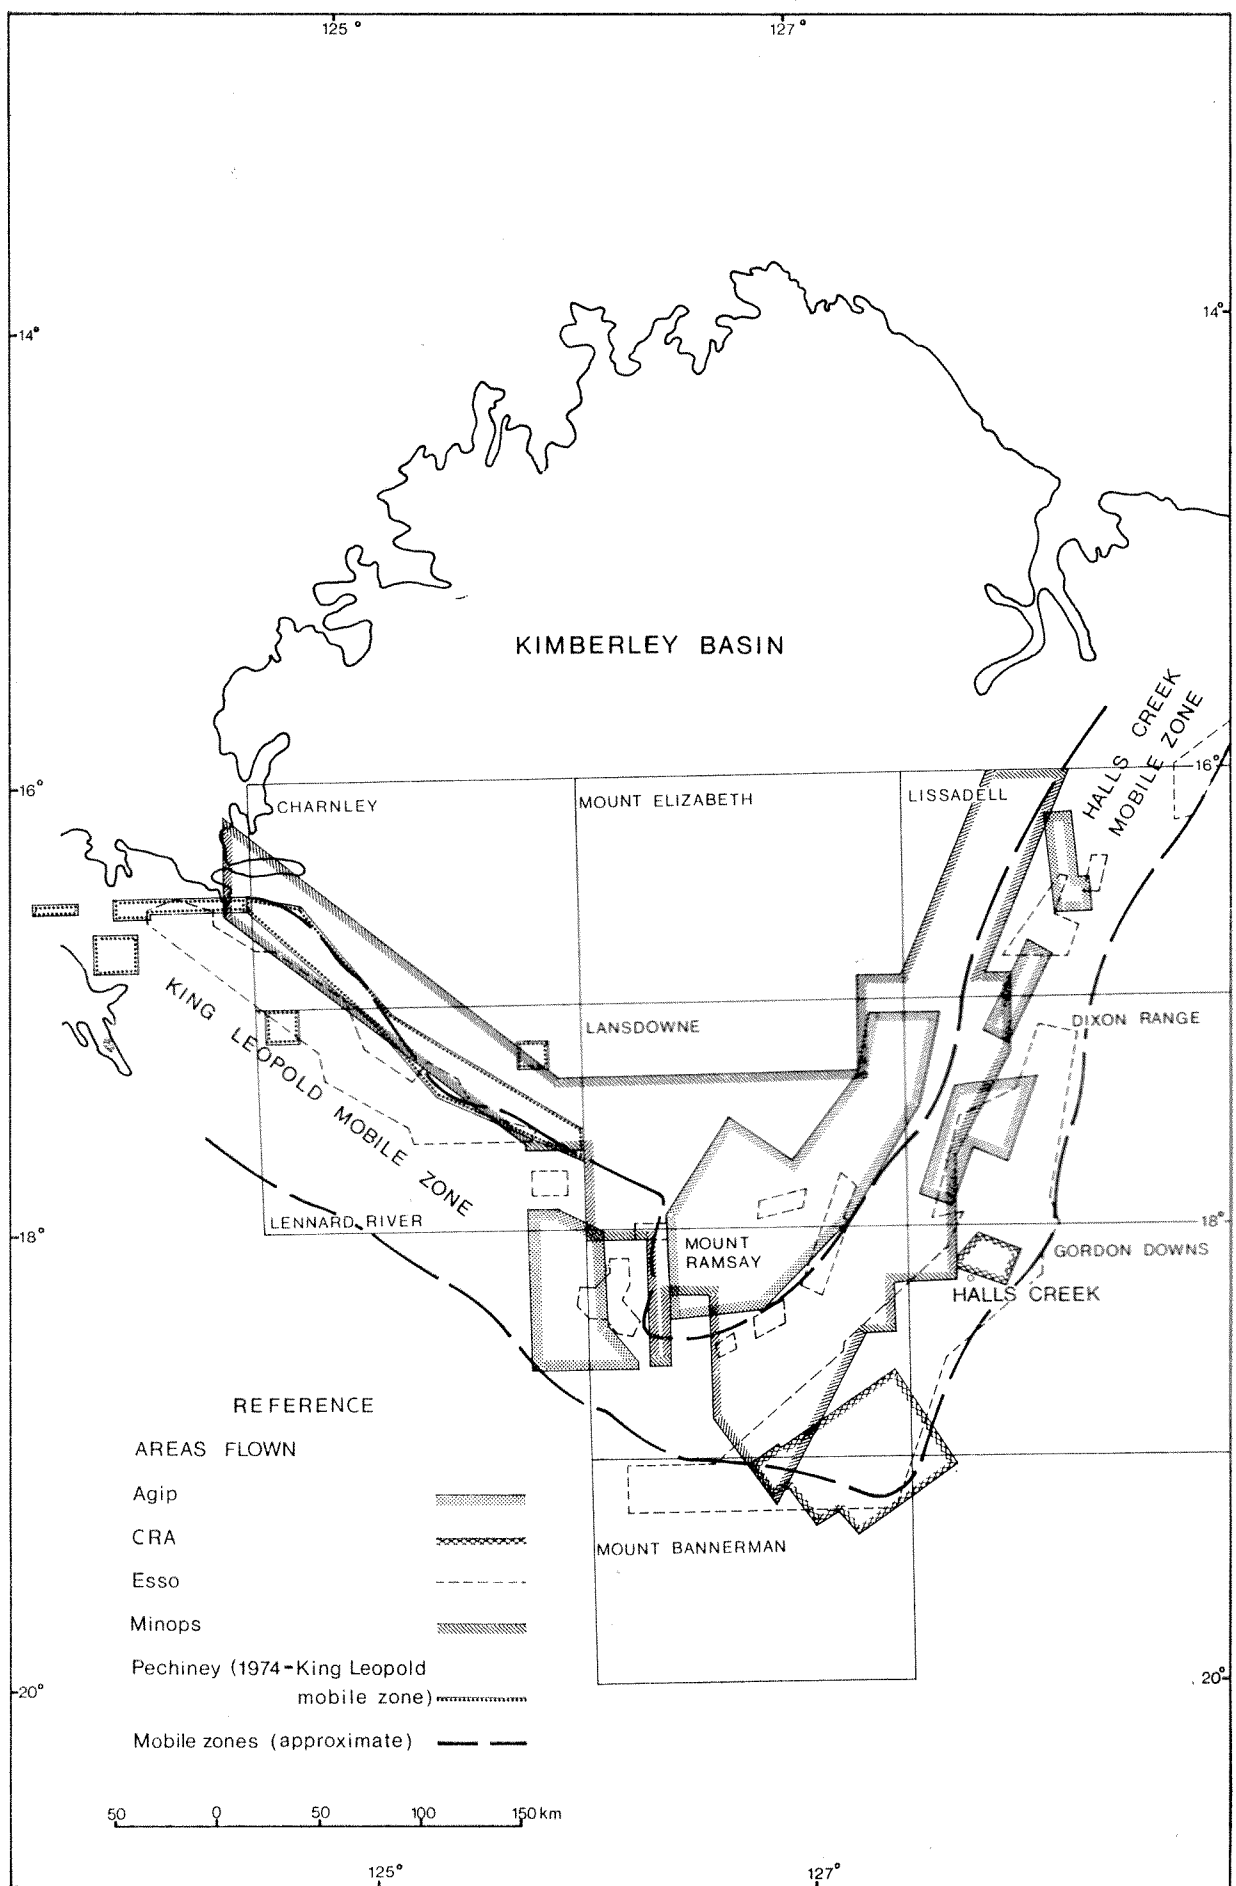 125°
127°
14°
14°
KIMBERLEY BASIN
HALLS CREEK
MOBILE ZONE
16°
16°
CHARNLEY
MOUNT ELIZABETH
LISSADELL
KING LEOPOLD MOBILE ZONE
LANSDOWNE
DIXON RANGE
LENNARD RIVER
18°
18°
MOUNT
RAMSAY
GORDON DOWNS
HALLS CREEK
REFERENCE
AREAS FLOWN
Agip
CRA
Esso
Minops
MOUNT BANNERMAN
Pechiney (1974-King Leopold
mobile zone)
20°
20°
Mobile zones (approximate)
50 0 50 100 150 km
125°
127°